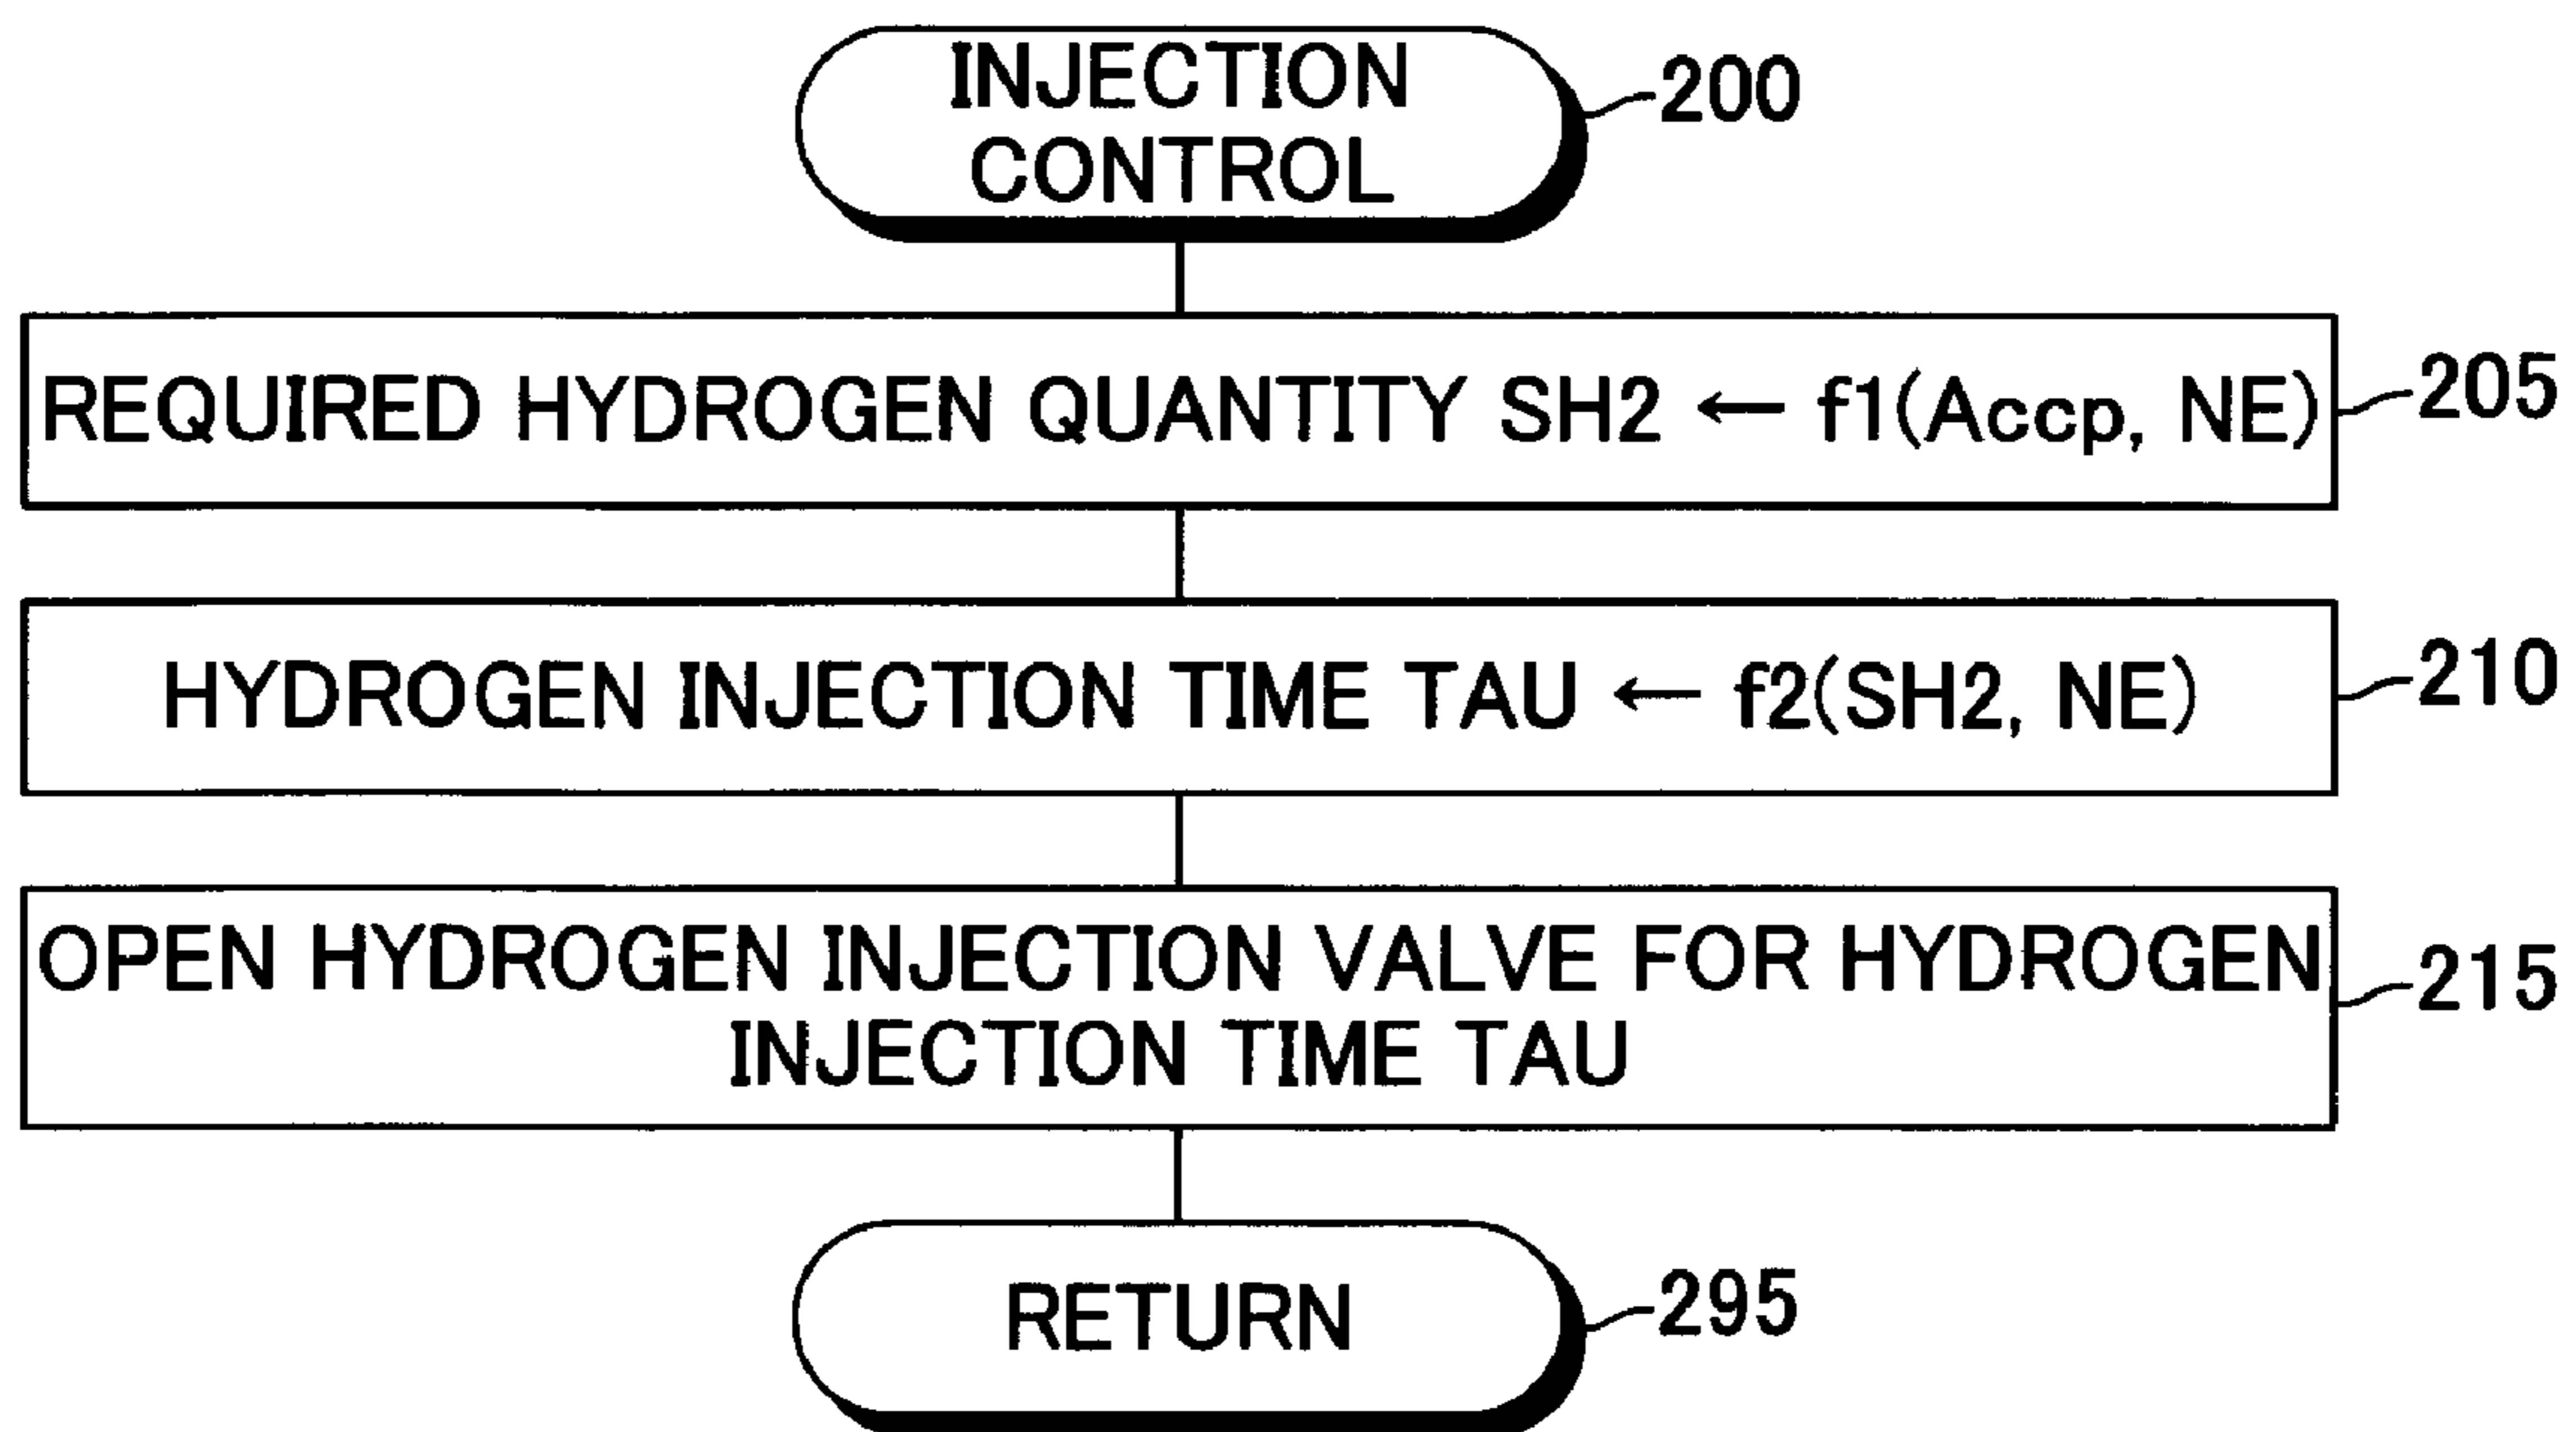 INJECTION
CONTROL
200
REQUIRED HYDROGEN QUANTITY SH2 ← f1(Accp, NE)
205
HYDROGEN INJECTION TIME TAU ← f2(SH2, NE)
210
OPEN HYDROGEN INJECTION VALVE FOR HYDROGEN
INJECTION TIME TAU
215
RETURN
295